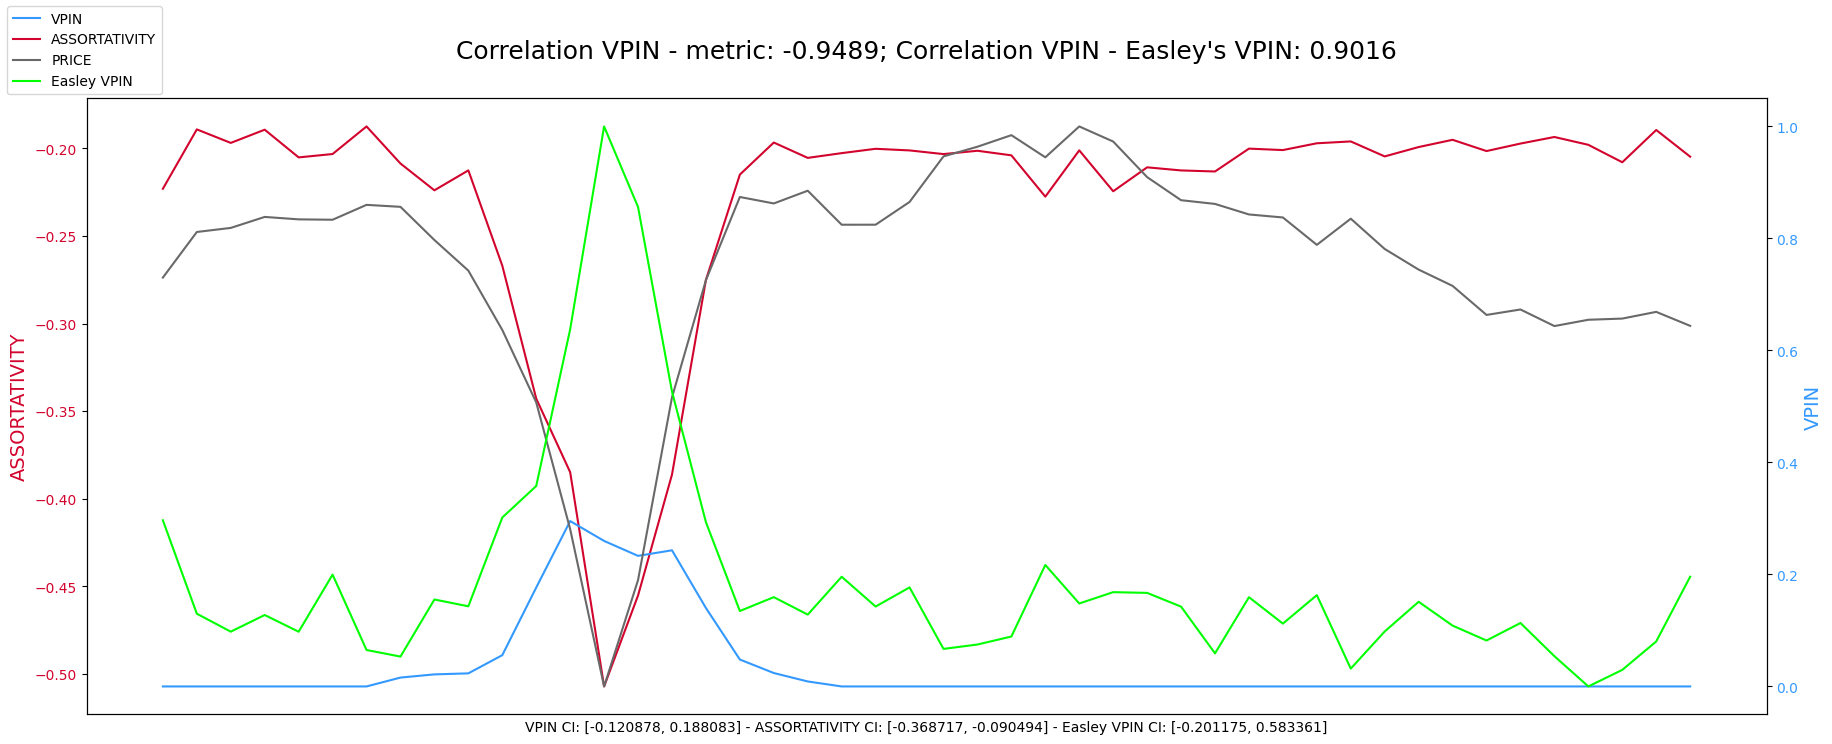 VPIN
ASSORTATIVITY
PRICE
Easley VPIN
Correlation VPIN - metric: -0.9489; Correlation VPIN - Easley's VPIN: 0.9016
ASSORTATIVITY
−0.20
−0.25
−0.30
−0.35
−0.40
−0.45
−0.50
1.0
0.8
0.6
0.4
0.2
0.0
VPIN
VPIN CI: [-0.120878, 0.188083] - ASSORTATIVITY CI: [-0.368717, -0.090494] - Easley VPIN CI: [-0.201175, 0.583361]